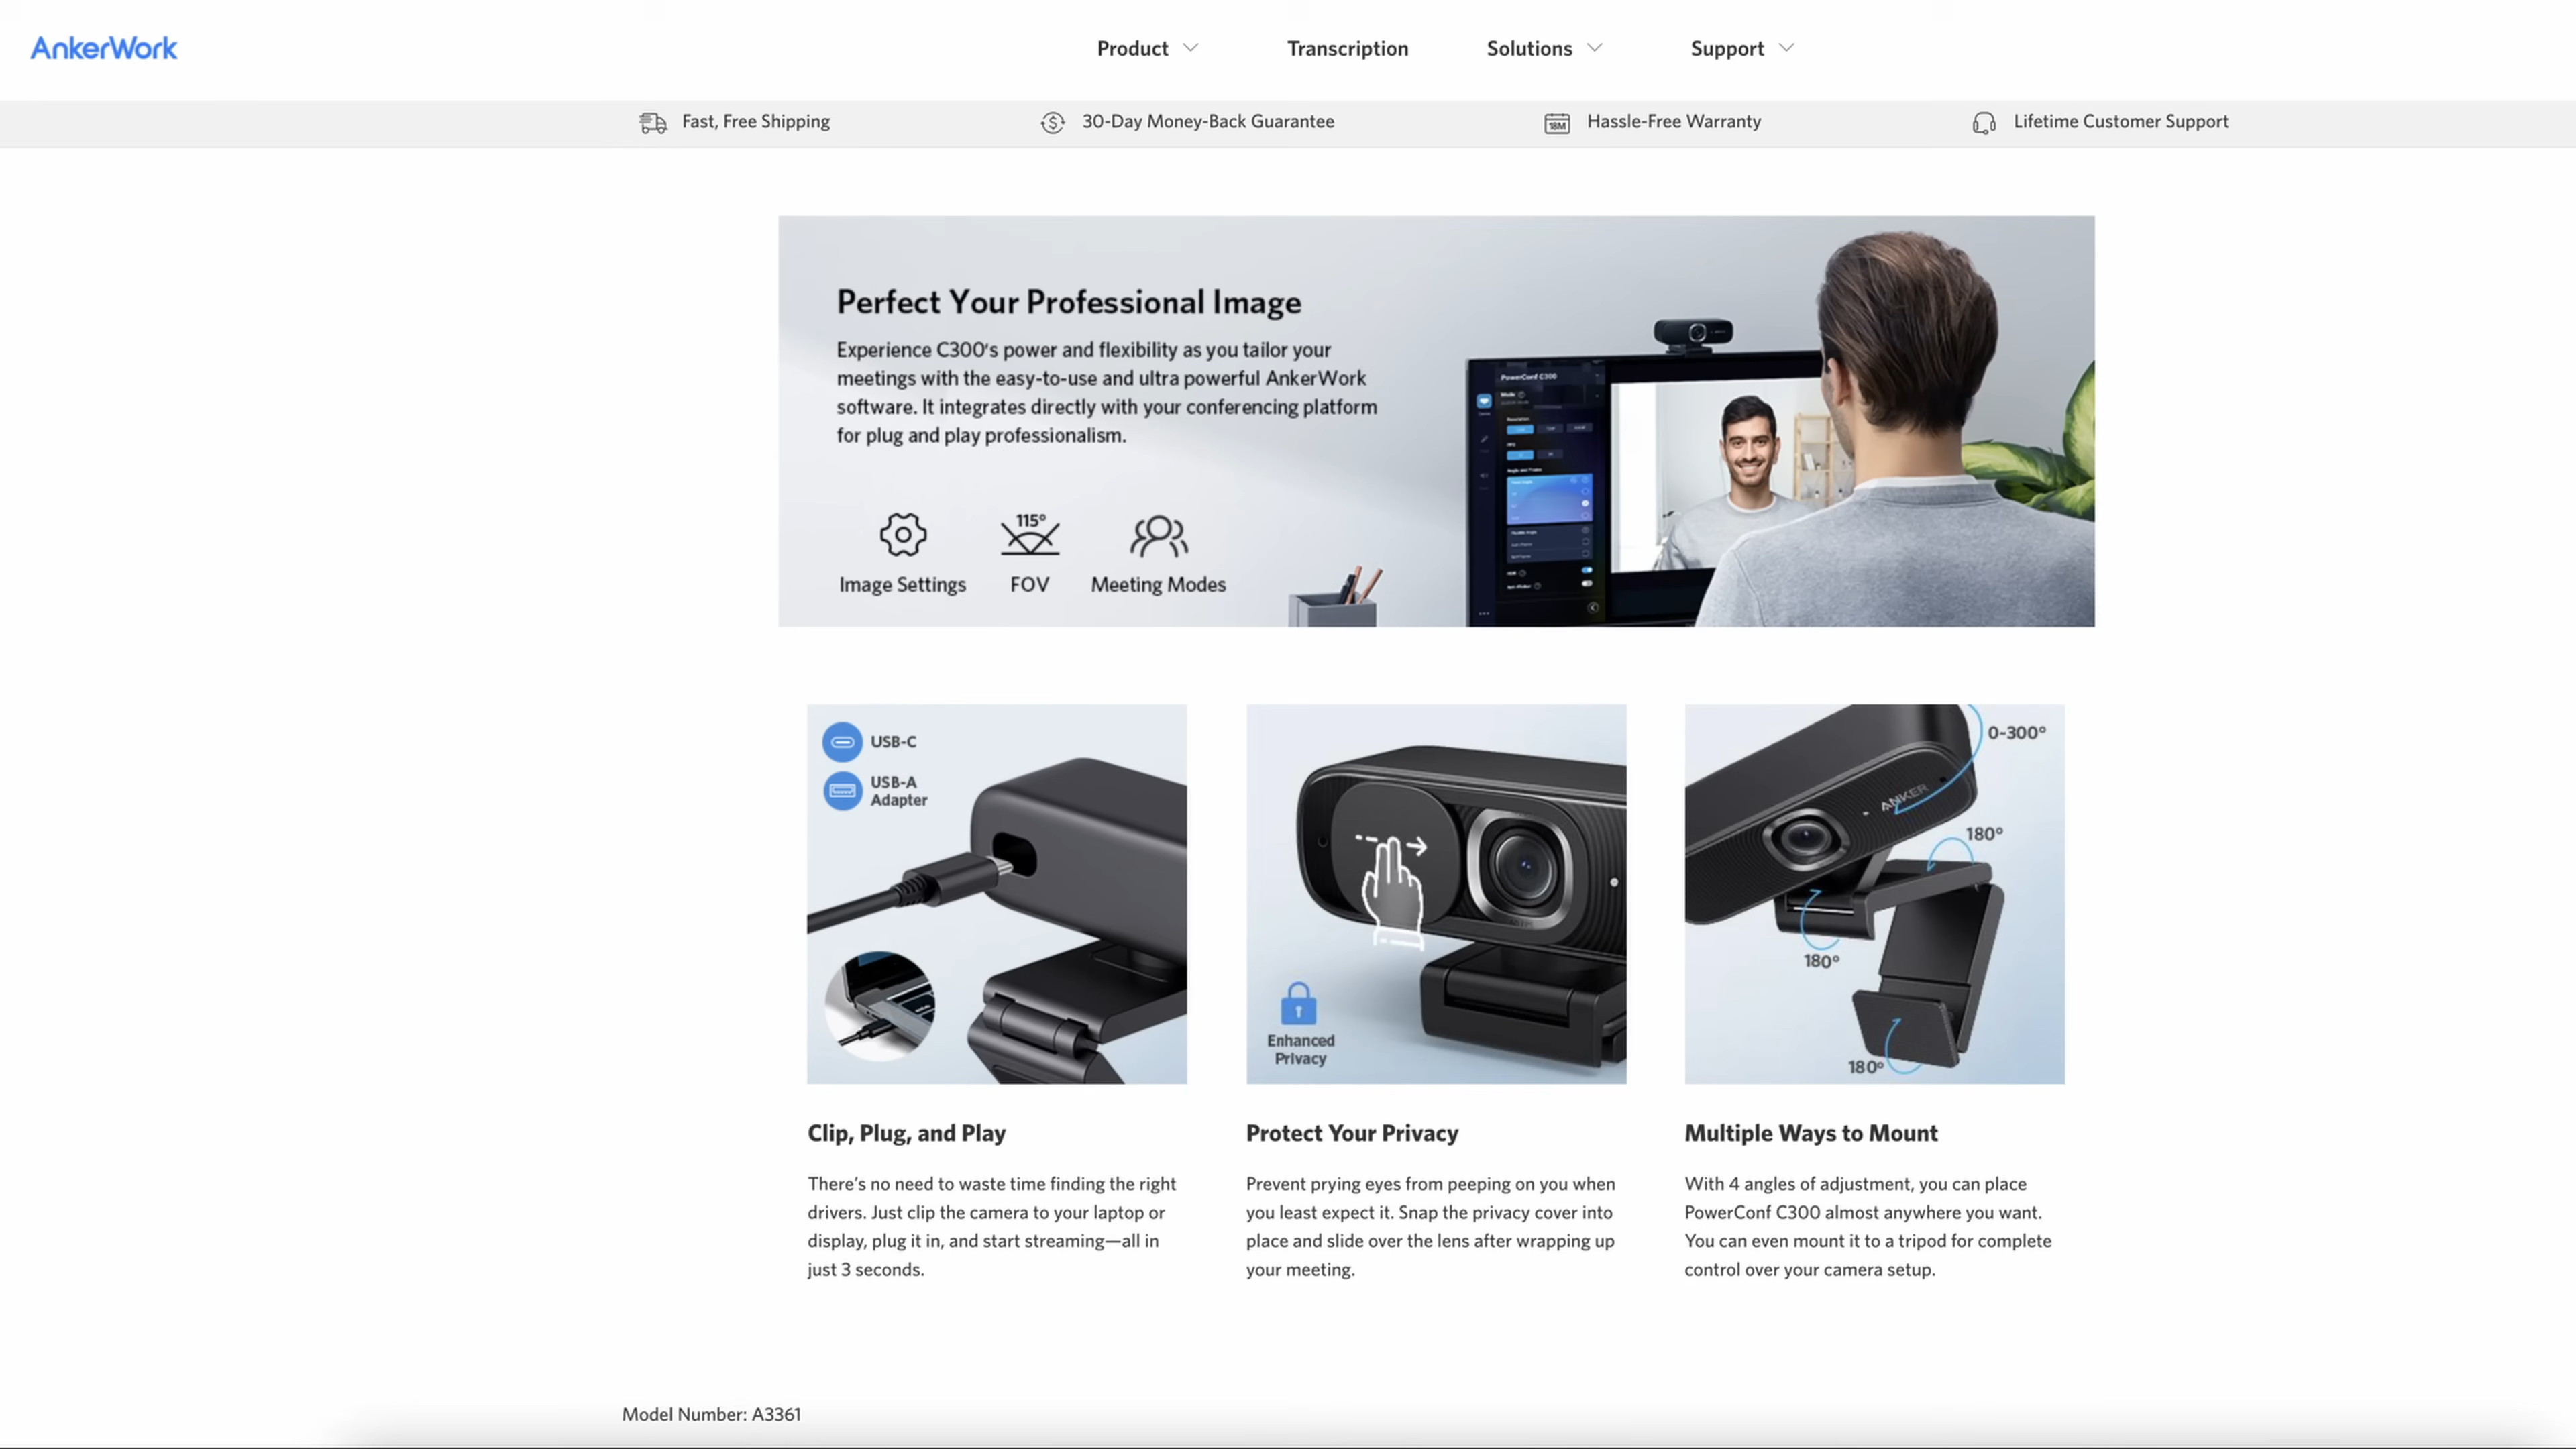 AnkerWork
Product
Transcription
Solutions
Support
Fast, Free Shipping
30-Day Money-Back Guarantee
18M
Hassle-Free Warranty
Lifetime Customer Support
Perfect Your Professional Image
Experience C300's power and flexibility as you tailor your
meetings with the easy-to-use and ultra powerful AnkerWork
software. It integrates directly with your conferencing platform
for plug and play professionalism.
115°
Image Settings
FOV
Meeting Modes
PowerConf C300
USB-C
USB-A
Adapter
Enhanced
Privacy
0-300°
ANKER
180°
180°
180°
Clip, Plug, and Play
There's no need to waste time finding the right
drivers. Just clip the camera to your laptop or
display, plug it in, and start streaming—all in
just 3 seconds.
Protect Your Privacy
Prevent prying eyes from peeping on you when
you least expect it. Snap the privacy cover into
place and slide over the lens after wrapping up
your meeting.
Multiple Ways to Mount
With 4 angles of adjustment, you can place
PowerConf C300 almost anywhere you want.
You can even mount it to a tripod for complete
control over your camera setup.
Model Number: A3361